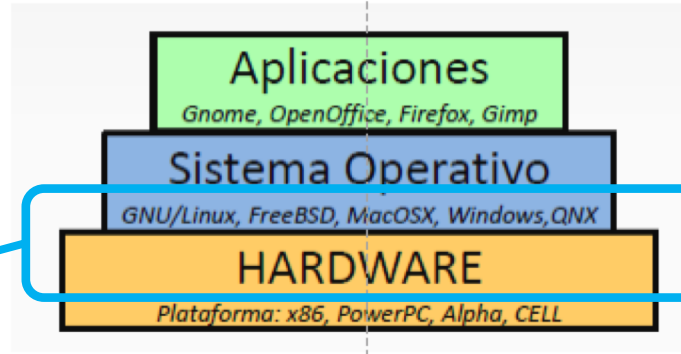 Aplicaciones
Gnome, OpenOffice, Firefox, Gimp
Sistema Operativo
GNU/Linux, FreeBSD, MacOSX, Windows,QNX
HARDWARE
Plataforma: x86, PowerPC, Alpha, CELL